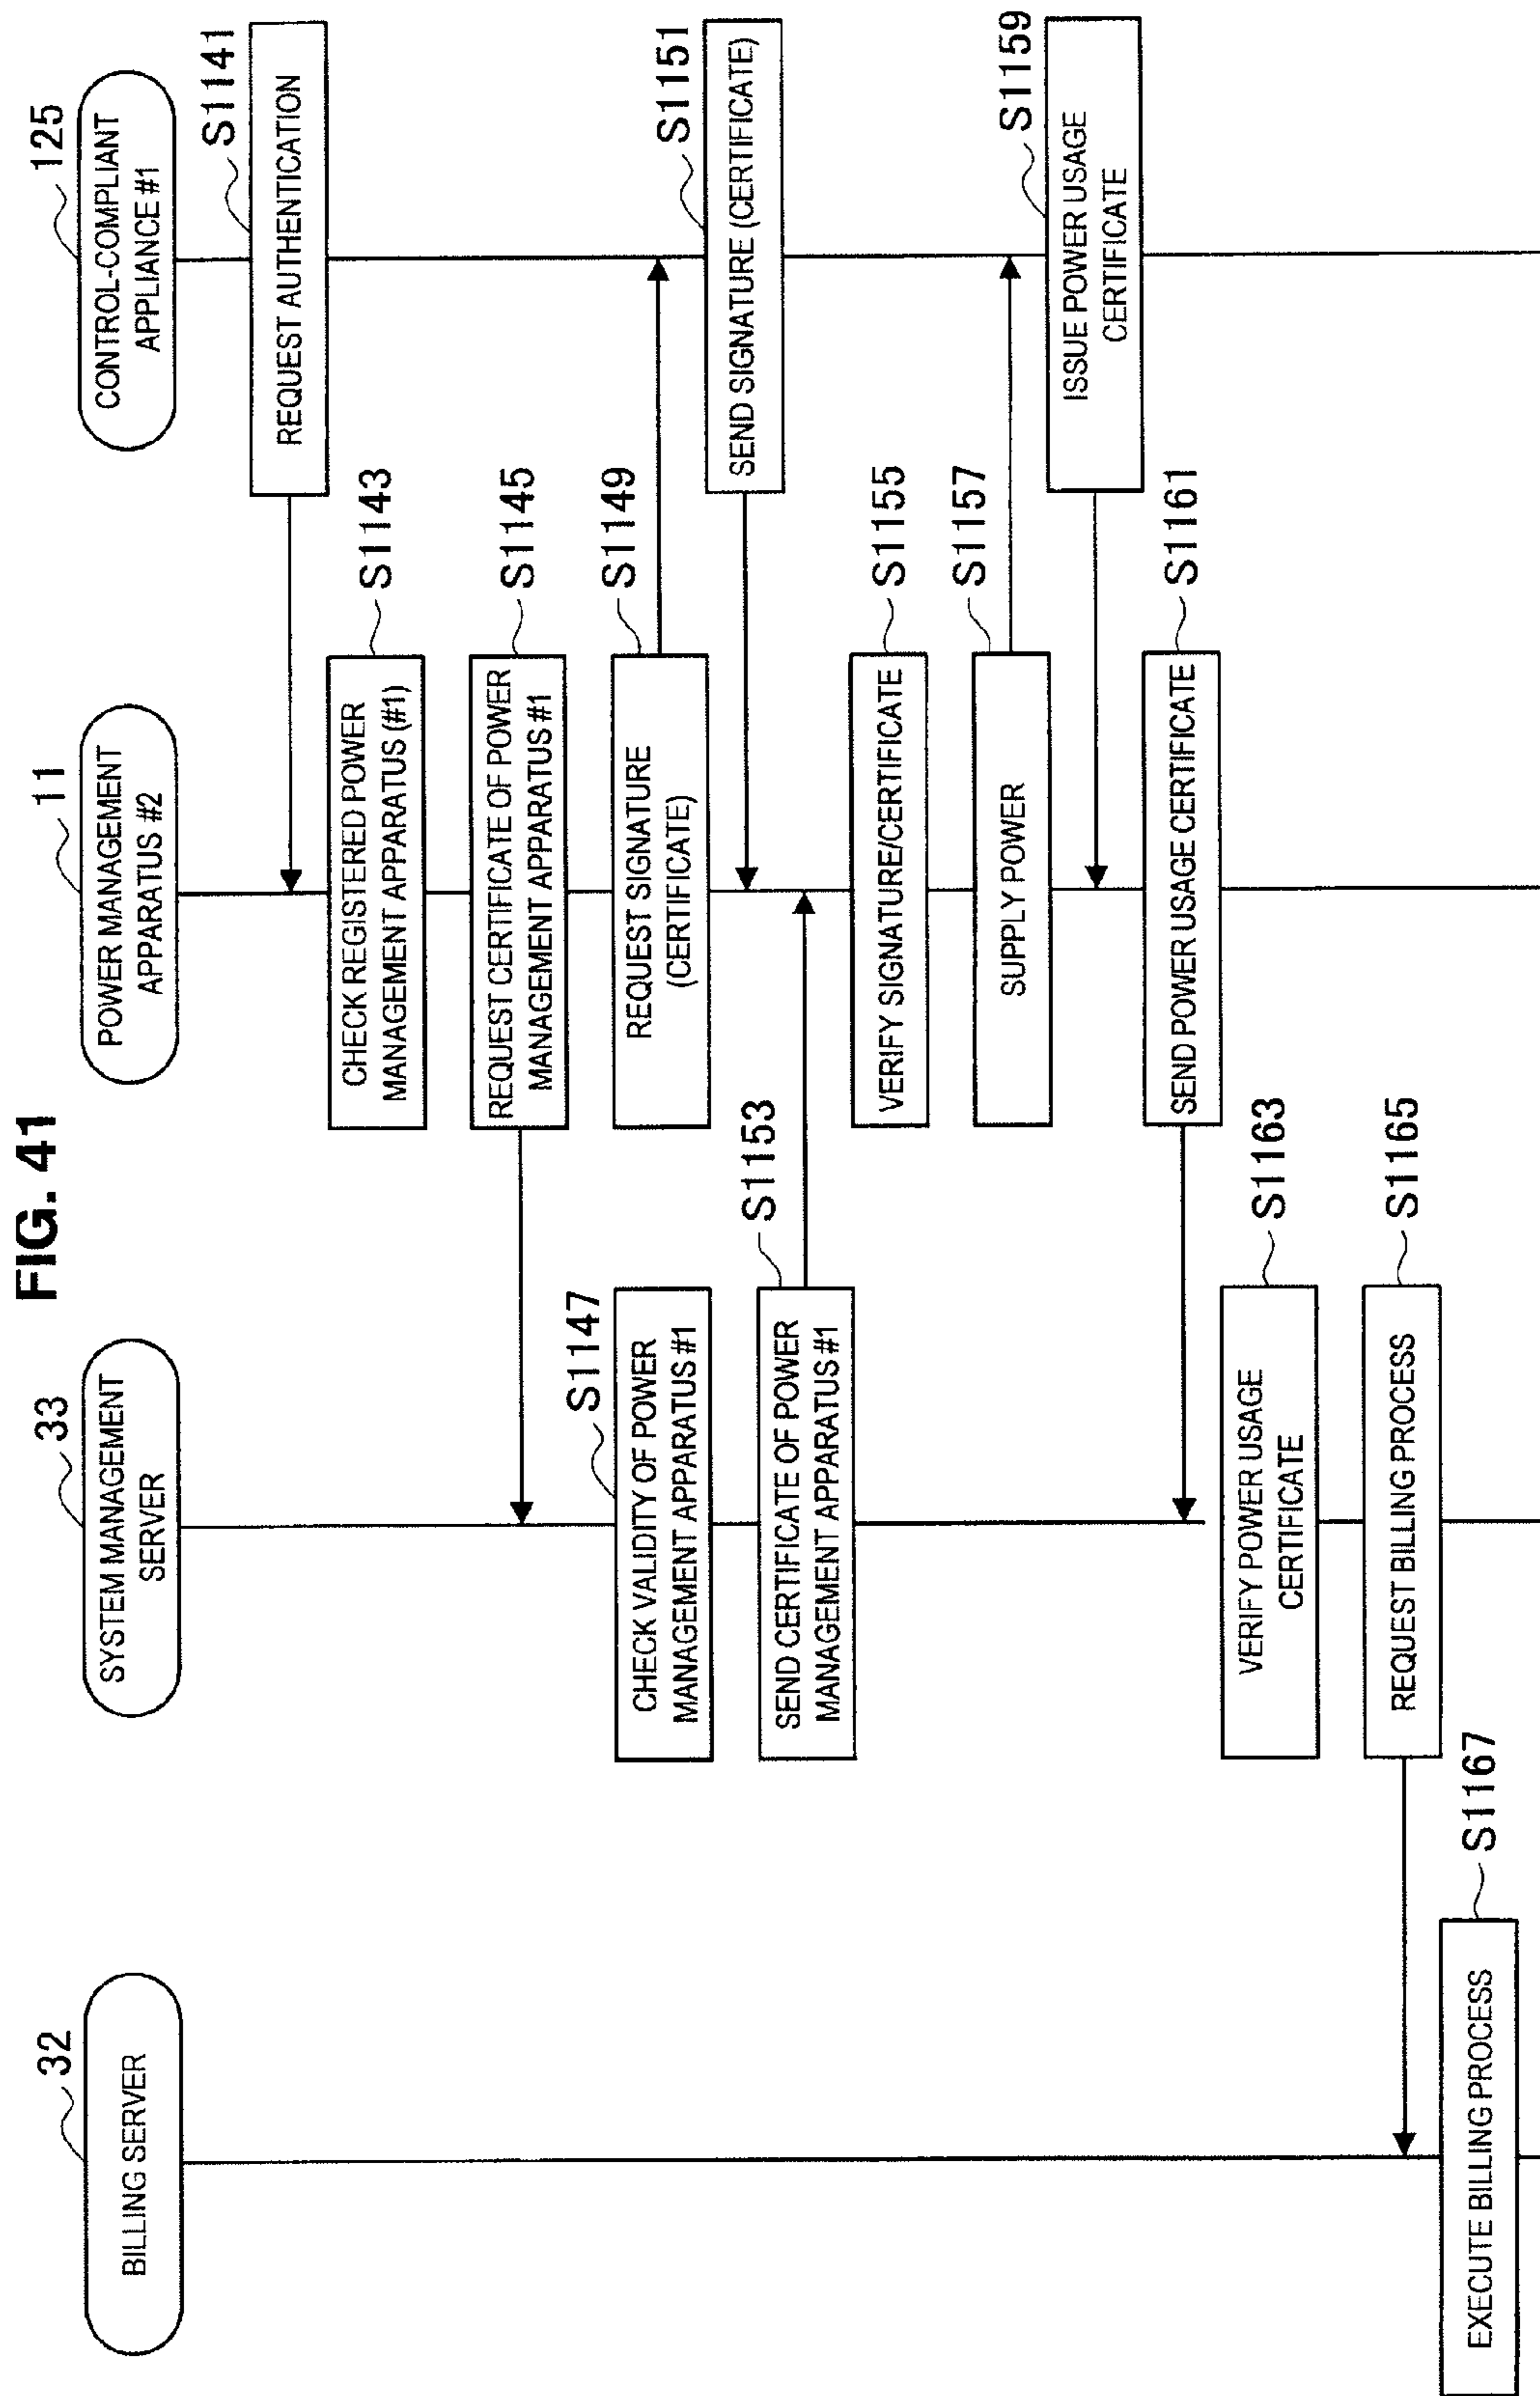 FIG. 41
32
BILLING SERVER
33
SYSTEM MANAGEMENT
SERVER
11
POWER MANAGEMENT
APPARATUS #2
125
CONTROL-COMPLIANT
APPLIANCE #1
S1141
REQUEST AUTHENTICATION
S1143
CHECK REGISTERED POWER
MANAGEMENT APPARATUS (#1)
S1145
REQUEST CERTIFICATE OF POWER
MANAGEMENT APPARATUS #1
S1147
CHECK VALIDITY OF POWER
MANAGEMENT APPARATUS #1
S1149
REQUEST SIGNATURE
(CERTIFICATE)
S1151
SEND SIGNATURE (CERTIFICATE)
S1153
SEND CERTIFICATE OF POWER
MANAGEMENT APPARATUS #1
S1155
VERIFY SIGNATURE/CERTIFICATE
S1157
SUPPLY POWER
S1159
ISSUE POWER USAGE
CERTIFICATE
S1161
SEND POWER USAGE CERTIFICATE
S1163
VERIFY POWER USAGE
CERTIFICATE
S1165
REQUEST BILLING PROCESS
S1167
EXECUTE BILLING PROCESS